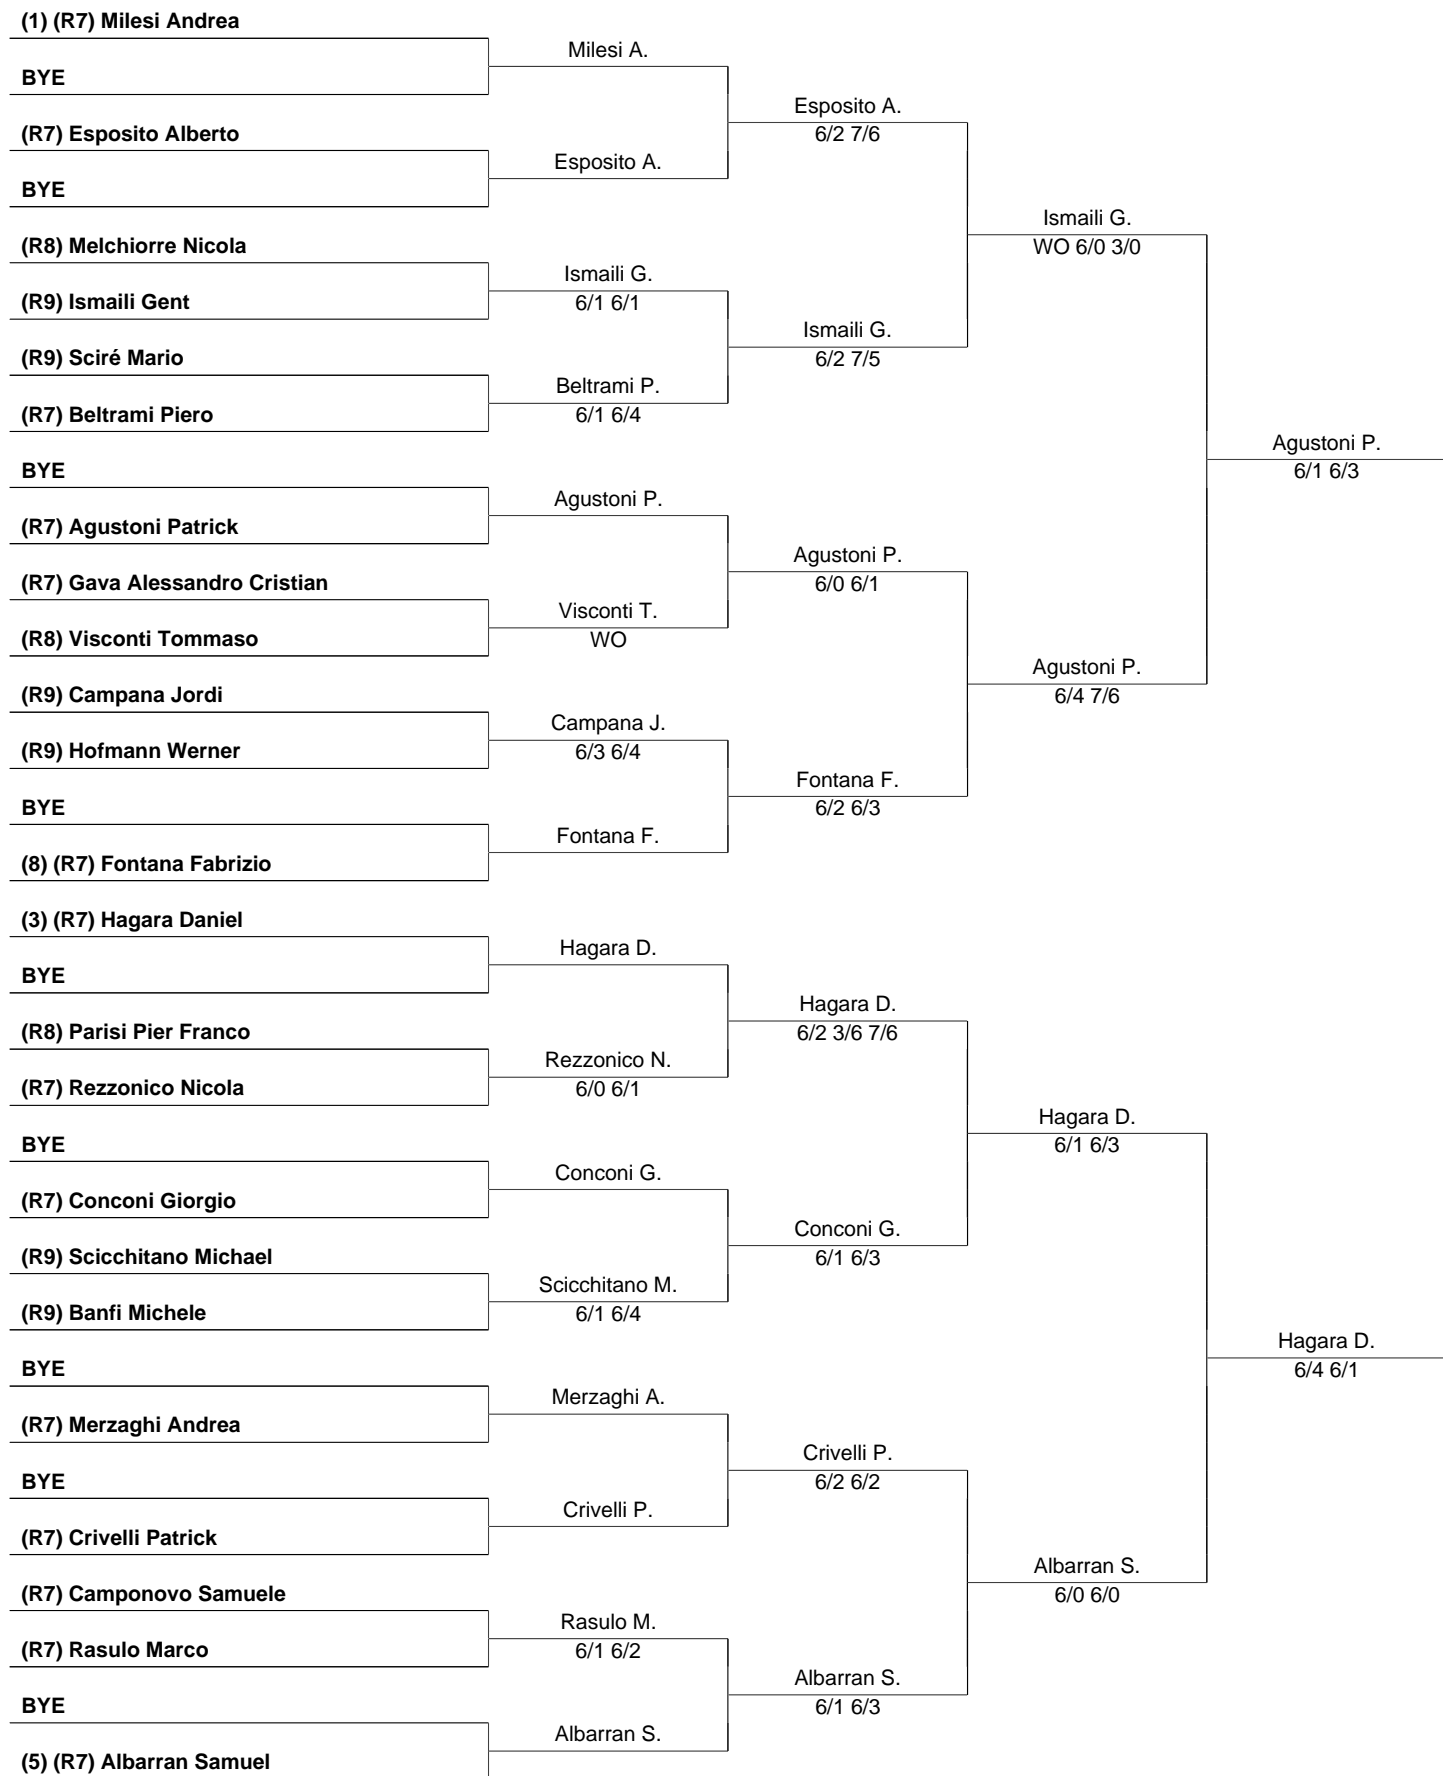 (1) (R7) Milesi Andrea
BYE
(R7) Esposito Alberto
BYE
(R8) Melchiorre Nicola
(R9) Ismaili Gent
(R9) Sciré Mario
(R7) Beltrami Piero
BYE
(R7) Agustoni Patrick
(R7) Gava Alessandro Cristian
(R8) Visconti Tommaso
(R9) Campana Jordi
(R9) Hofmann Werner
BYE
(8) (R7) Fontana Fabrizio
(3) (R7) Hagara Daniel
BYE
(R8) Parisi Pier Franco
(R7) Rezzonico Nicola
BYE
(R7) Conconi Giorgio
(R9) Scicchitano Michael
(R9) Banfi Michele
BYE
(R7) Merzaghi Andrea
BYE
(R7) Crivelli Patrick
(R7) Camponovo Samuele
(R7) Rasulo Marco
BYE
(5) (R7) Albarran Samuel
Milesi A.
Esposito A.
Ismaili G.
6/1 6/1
Beltrami P.
6/1 6/4
Agustoni P.
Visconti T.
WO
Campana J.
6/3 6/4
Fontana F.
Hagara D.
Rezzonico N.
6/0 6/1
Conconi G.
Scicchitano M.
6/1 6/4
Merzaghi A.
Crivelli P.
Rasulo M.
6/1 6/2
Albarran S.
Esposito A.
6/2 7/6
Ismaili G.
6/2 7/5
Agustoni P.
6/0 6/1
Fontana F.
6/2 6/3
Hagara D.
6/2 3/6 7/6
Conconi G.
6/1 6/3
Crivelli P.
6/2 6/2
Albarran S.
6/1 6/3
Ismaili G.
WO 6/0 3/0
Agustoni P.
6/4 7/6
Hagara D.
6/1 6/3
Albarran S.
6/0 6/0
Agustoni P.
6/1 6/3
Hagara D.
6/4 6/1